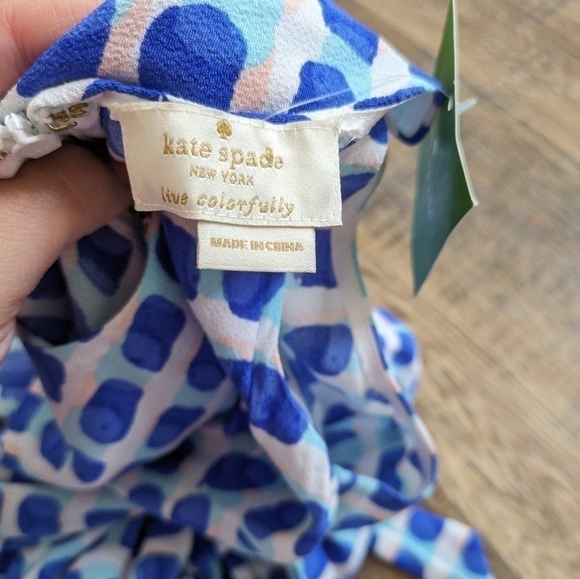 kate spade
NEW YORK
live colorfully
MADE IN CHINA